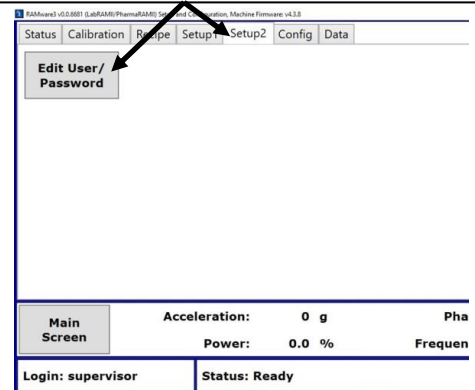 RAMware3 v0.0.6681 (LabRAMII/PharmaRAMII) Setup and Configuration, Machine Firmware: v4.3.8
Status Calibration Recipe Setup1 Setup2 Config Data
Edit User/
Password
Main
Screen
Acceleration: 0 g Pha
Power: 0.0 % Frequen
Login: supervisor Status: Ready